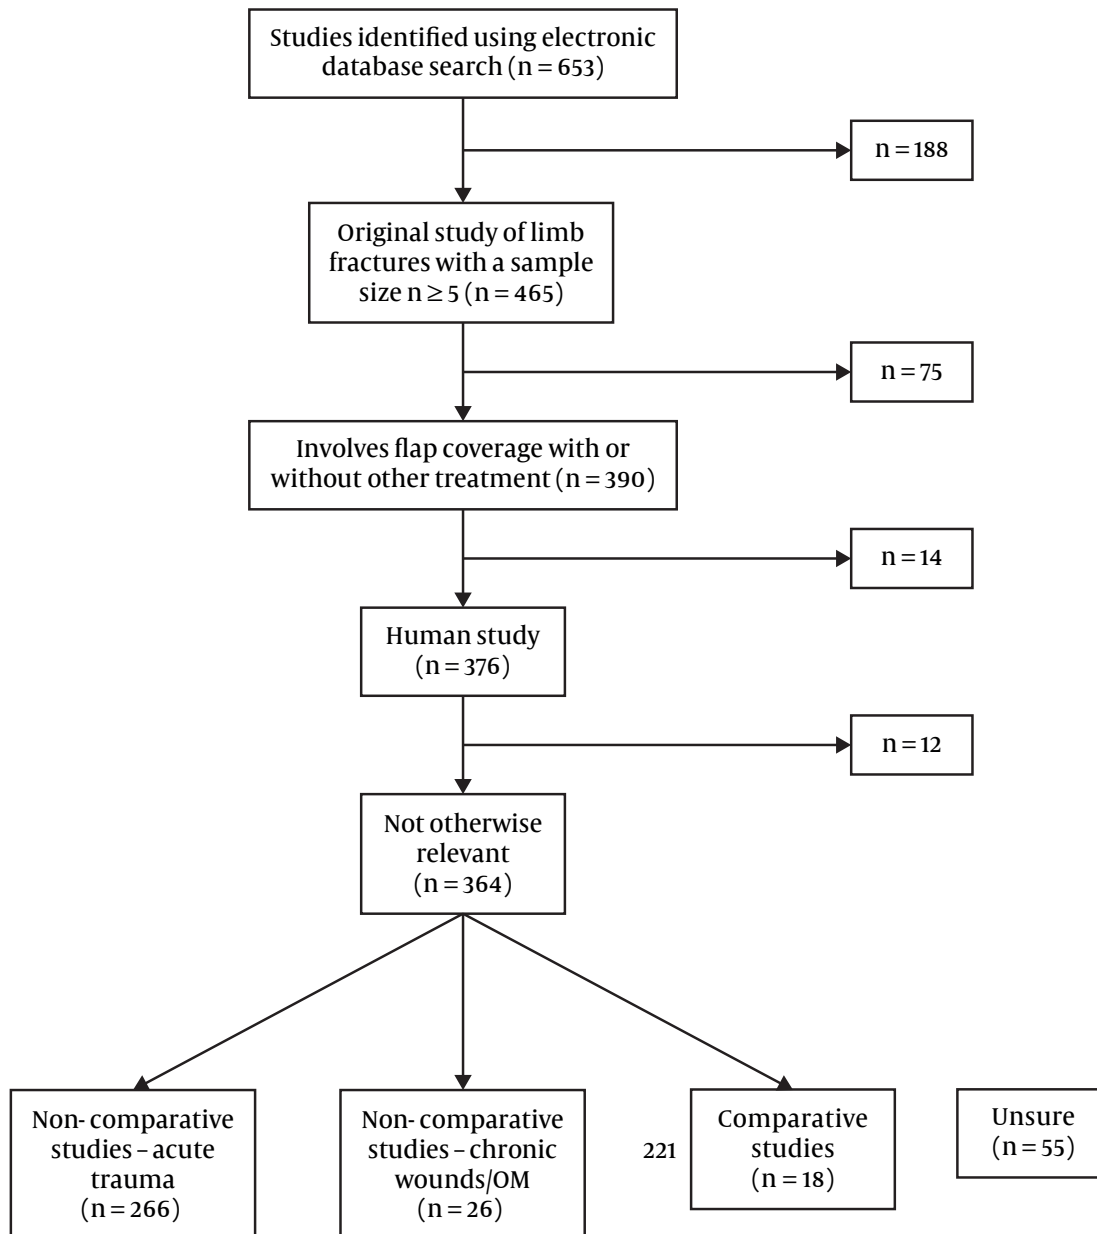 Studies identified using electronic
database search (n = 653)
n = 188
Original study of limb
fractures with a sample
size n ≥ 5 (n = 465)
n = 75
Involves flap coverage with or
without other treatment (n = 390)
n = 14
Human study
(n = 376)
n = 12
Not otherwise
relevant
(n = 364)
Non- comparative
studies – acute
trauma
(n = 266)
Non-comparative
studies – chronic
wounds/OM
(n = 26)
221
Comparative
studies
(n = 18)
Unsure
(n = 55)